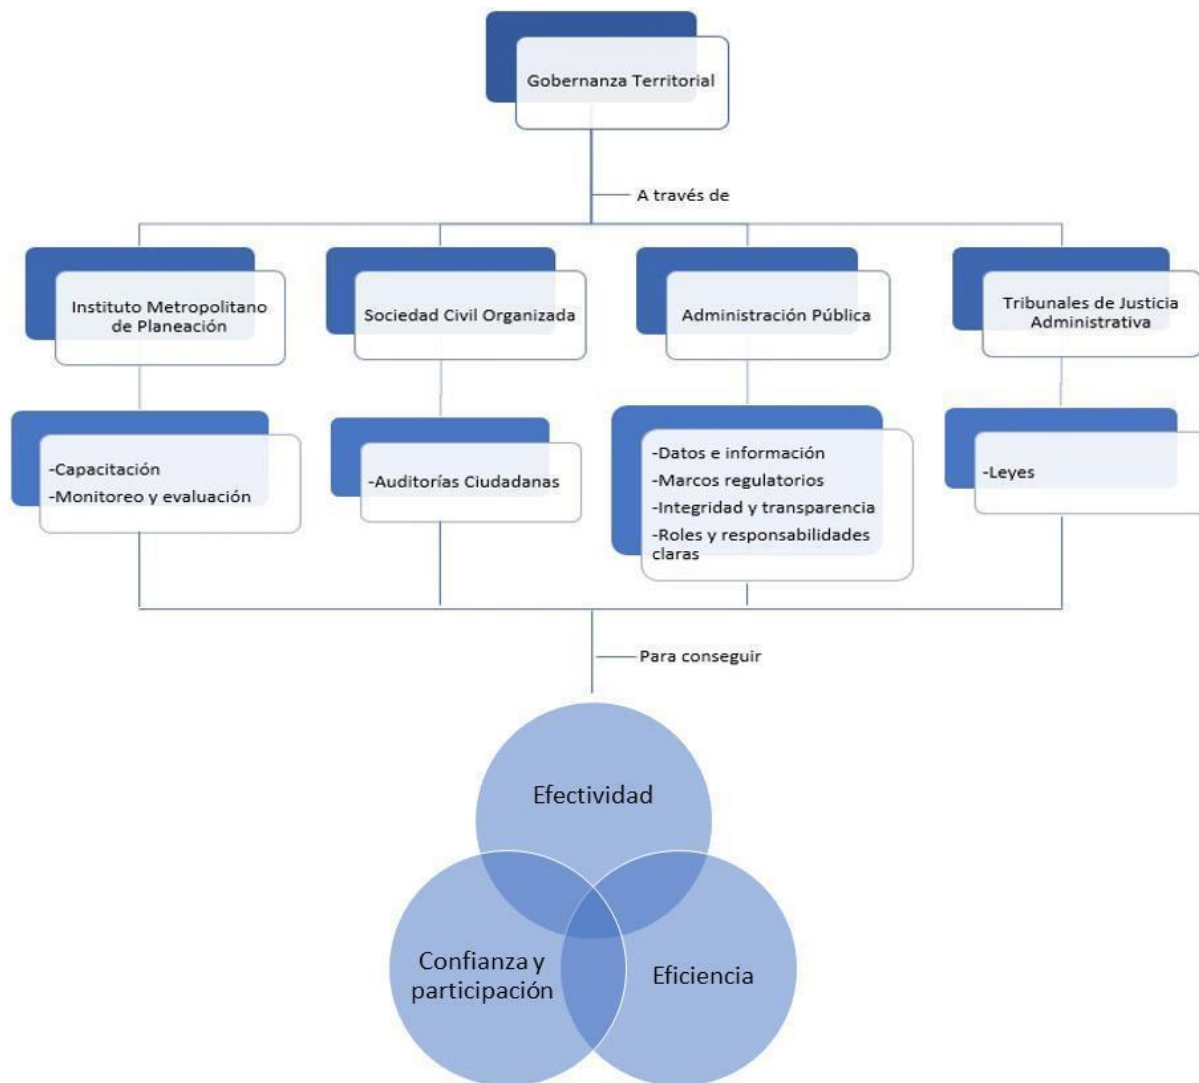 Gobernanza Territorial
A través de
Instituto Metropolitano
de Planeación
Sociedad Civil Organizada
Administración Pública
Tribunales de Justicia
Administrativa
-Capacitación
-Monitoreo y evaluación
-Auditorías Ciudadanas
-Datos e información
-Marcos regulatorios
-Integridad y transparencia
-Roles y responsabilidades
claras
-Leyes
Para conseguir
Efectividad
Confianza y
participación
Eficiencia